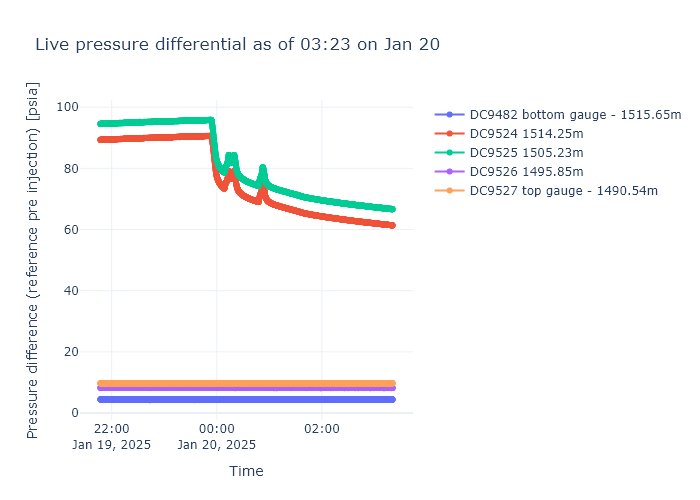 Live pressure differential as of 03:23 on Jan 20
Pressure difference (reference pre injection) [psia]
100
80
60
40
20
0
22:00
Jan 19, 2025
00:00
Jan 20, 2025
02:00
Time
DC9482 bottom gauge - 1515.65m
DC9524 1514.25m
DC9525 1505.23m
DC9526 1495.85m
DC9527 top gauge - 1490.54m